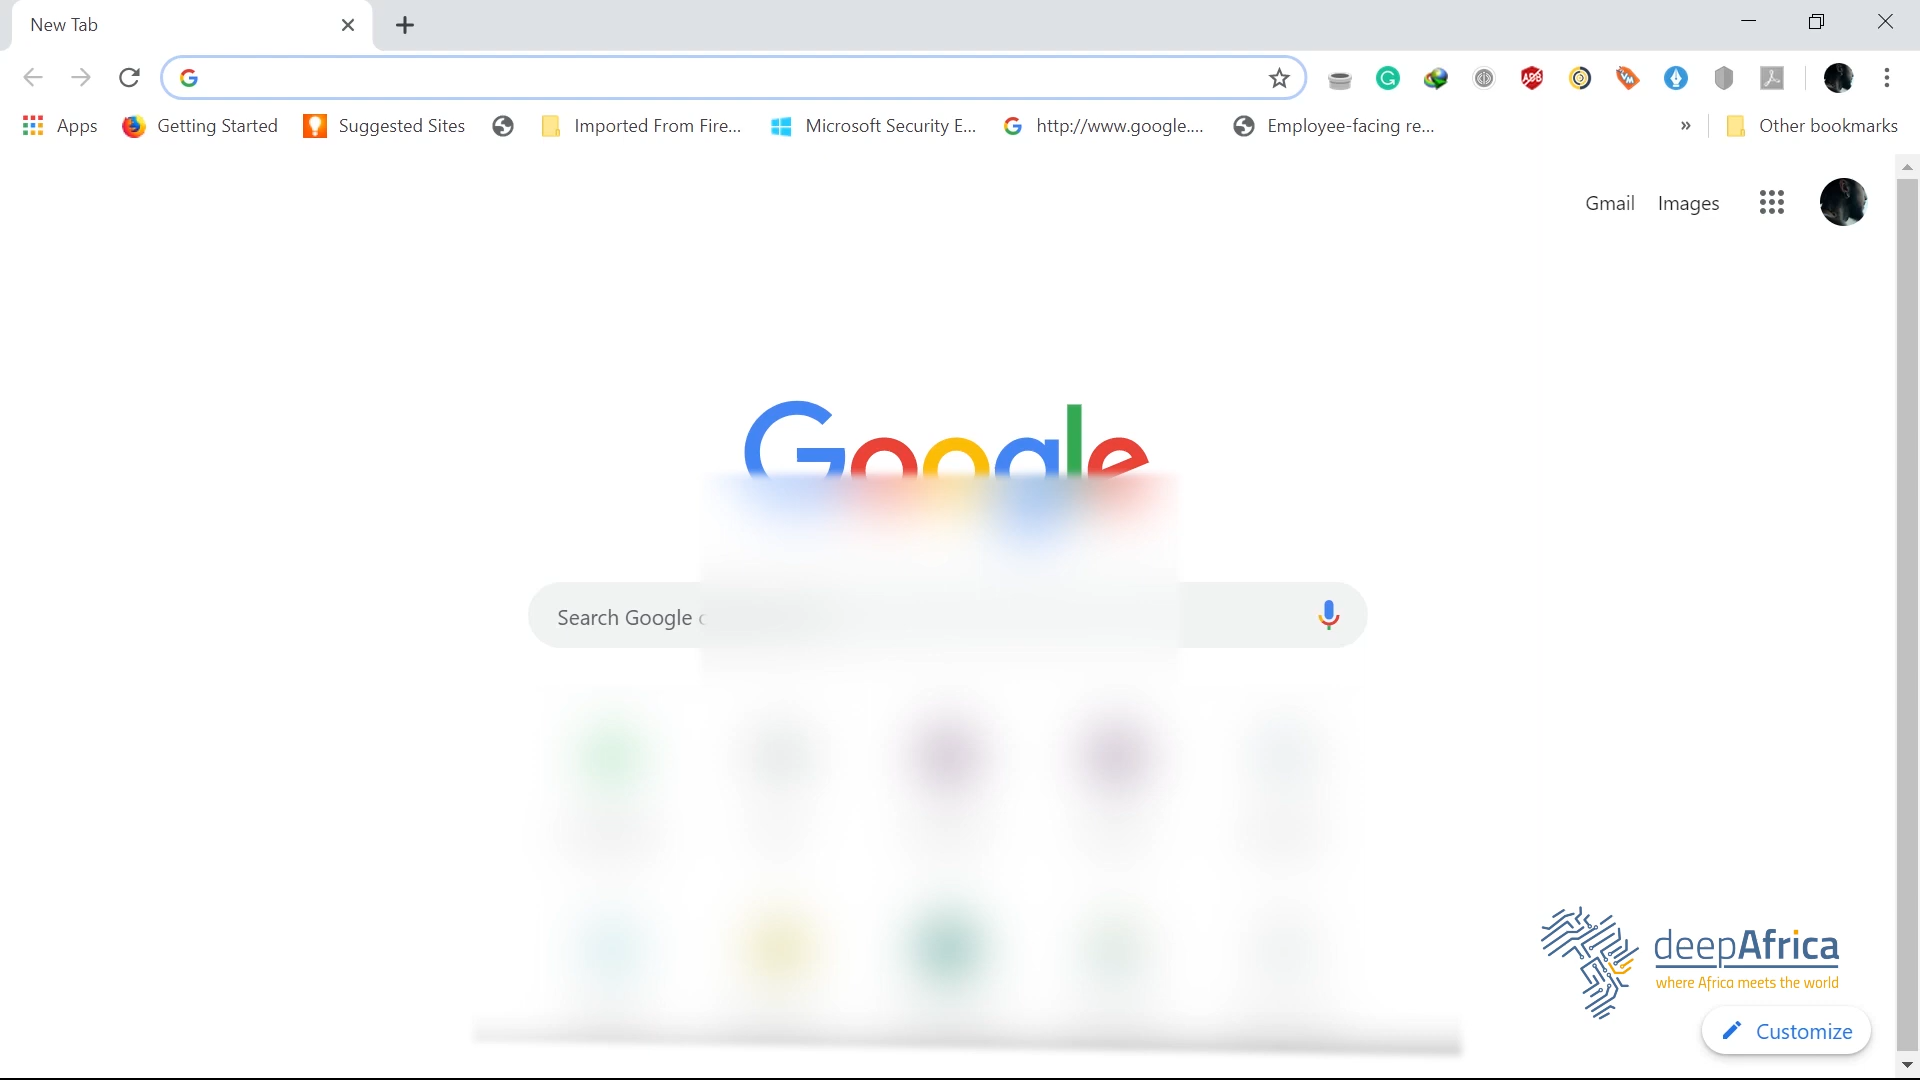 New Tab
Apps Getting Started Suggested Sites Imported From Fire... Microsoft Security E... http://www.google.... Employee-facing re... » Other bookmarks
Gmail Images
Google
Search Google
deepAfrica
where Africa meets the world
Customize